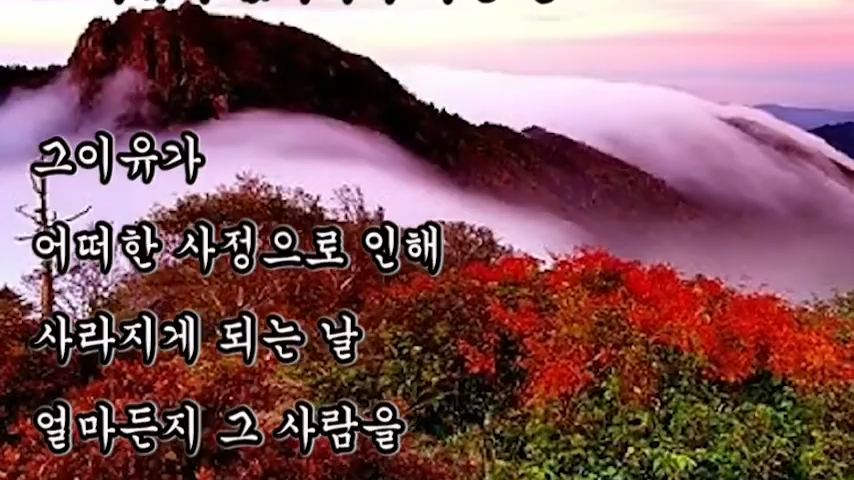 그이유가
어떠한 사정으로 인해
사라지게 되는 날
얼마든지 그 사람을